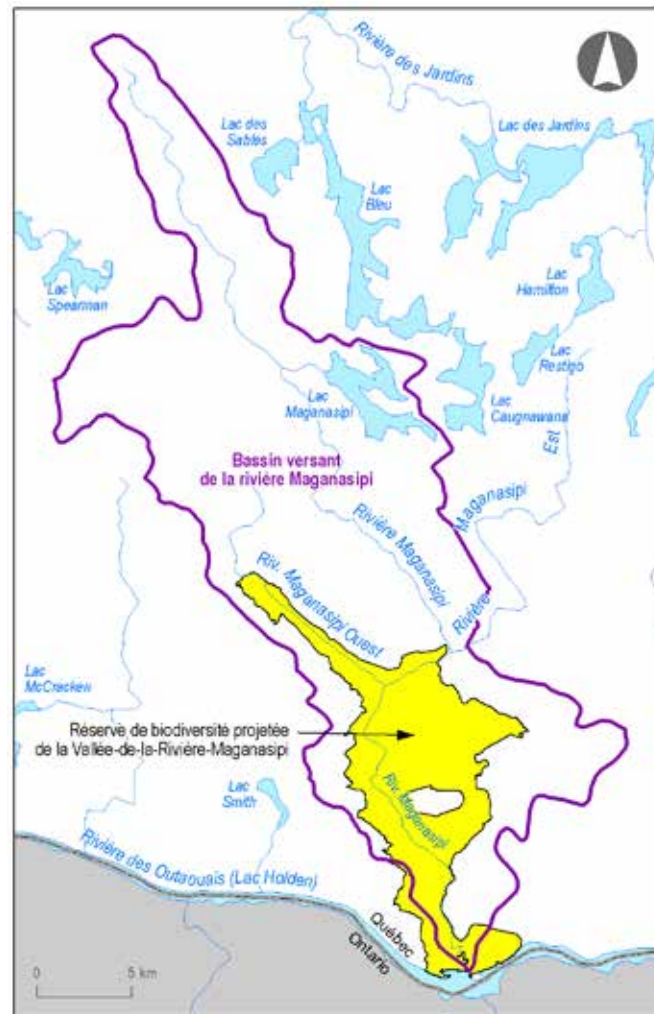 Rivière des Jardins
Lac des
Sables
Lac des Jardins
Lac
Bleu
Lac
Spearman
Lac
Hamilton
Lac
Restigo
Lac
Maganasipi
Lac
Caugnawana
Est
Maganasipi
Rivière
Bassin versant
de la rivière Maganasipi
Rivière Maganasipi
Riv. Maganasipi Ouest
Lac
McCracken
Réserve de biodiversité projetée
de la Vallée-de-la-Rivière-Maganasipi
Lac
Smith
Riv. Maganasipi
Rivière des Outaouais (Lac Holden)
Québec
Ontario
0 5 km